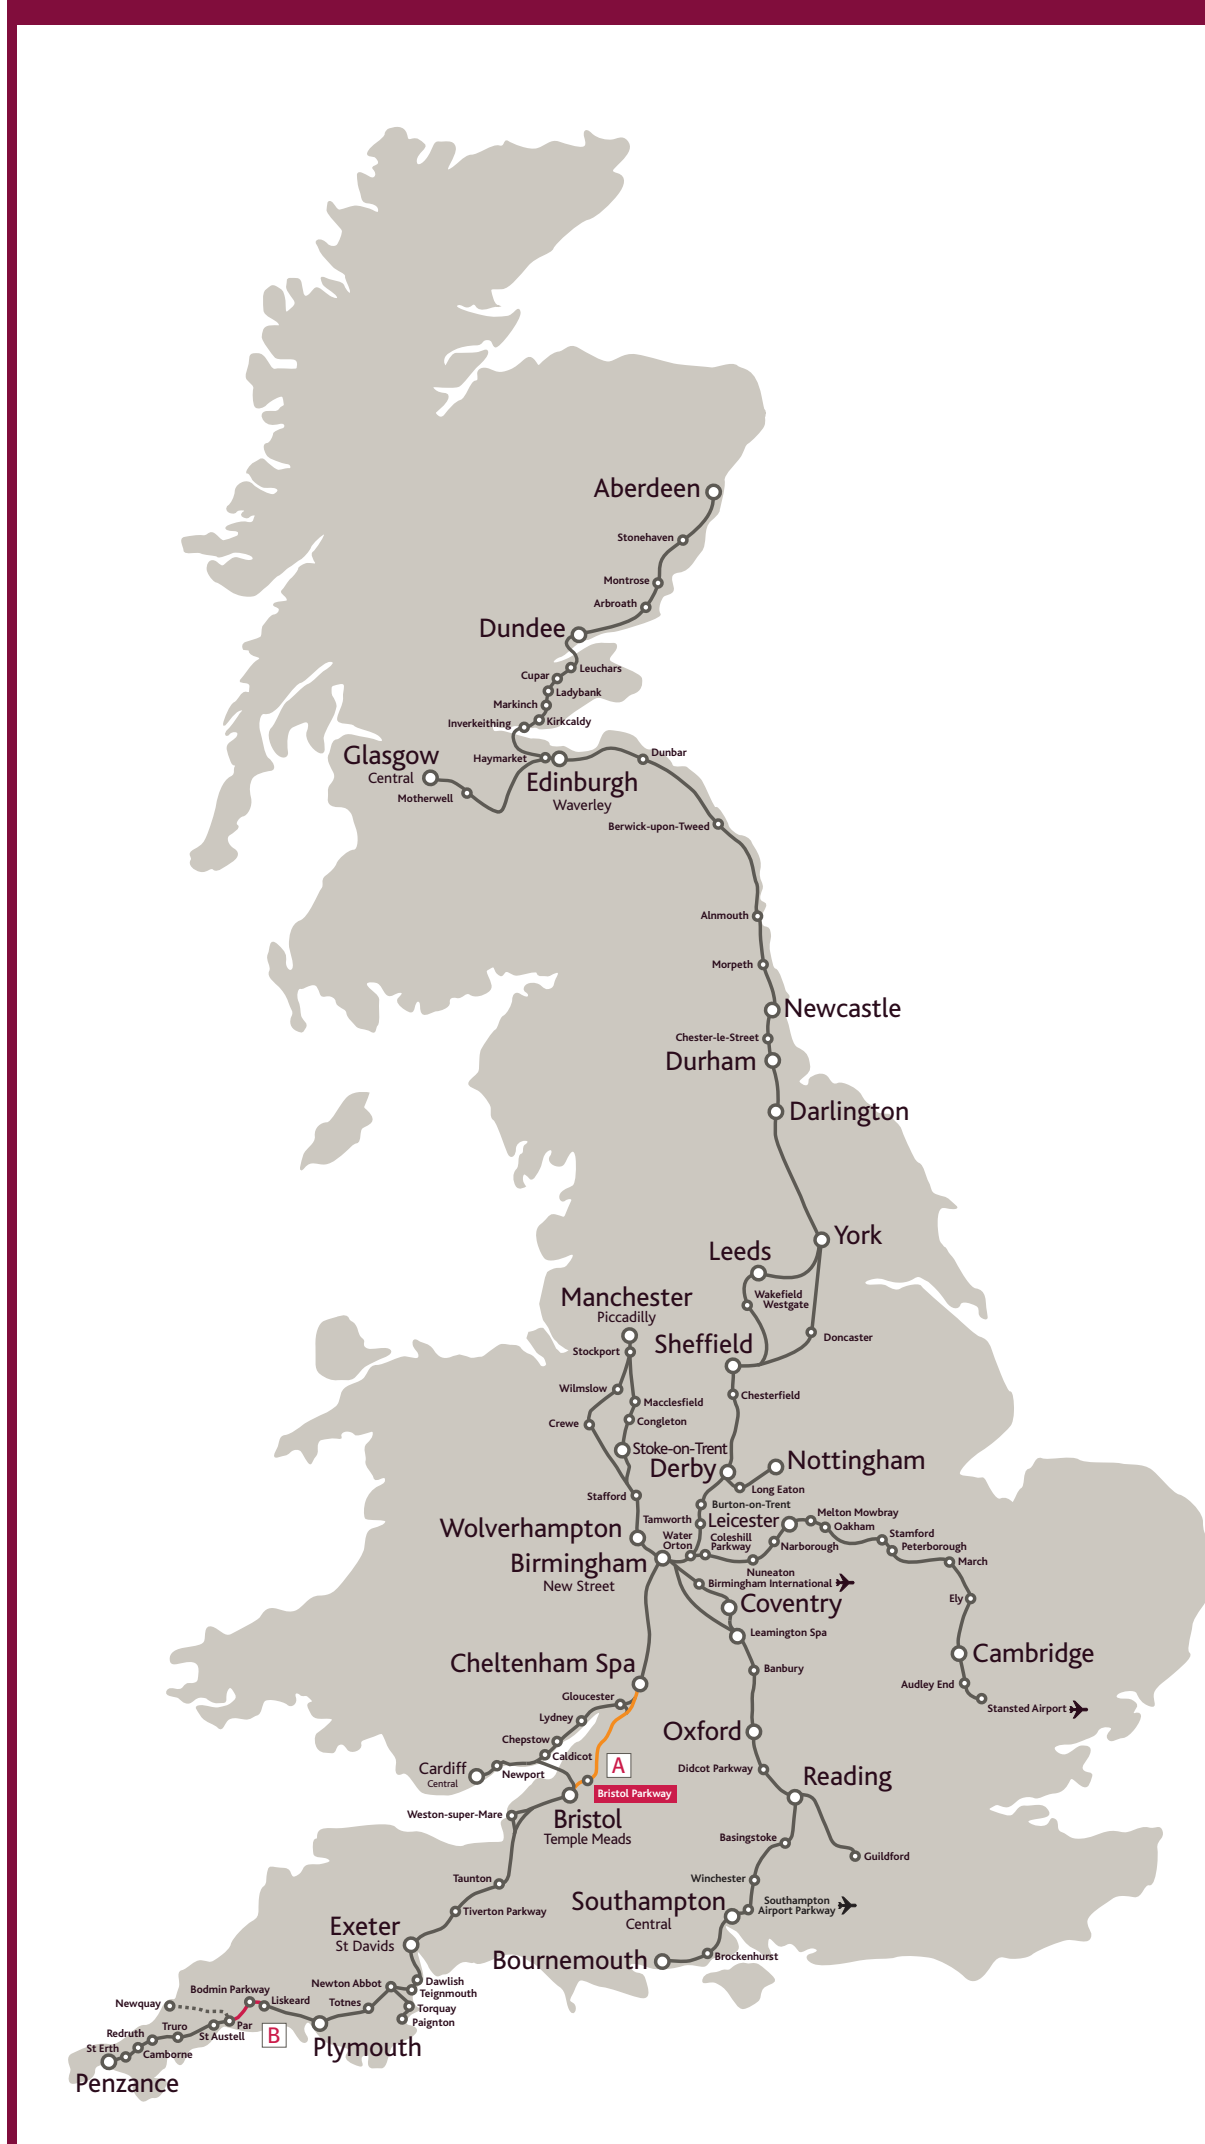 Aberdeen
Stonehaven
Montrose
Arbroath
Dundee
Leuchars
Cupar
Ladybank
Markinch
Kirkcaldy
Inverkeithing
Haymarket
Glasgow
Central
Motherwell
Edinburgh
Waverley
Dunbar
Berwick-upon-Tweed
Alnmouth
Morpeth
Newcastle
Chester-le-Street
Durham
Darlington
York
Leeds
Wakefield
Westgate
Manchester
Piccadilly
Stockport
Sheffield
Doncaster
Wilmslow
Macclesfield
Chesterfield
Crewe
Congleton
Stoke-on-Trent
Derby
Nottingham
Long Eaton
Stafford
Burton-on-Trent
Tamworth
Leicester
Melton Mowbray
Oakham
Stamford
Peterborough
March
Wolverhampton
Water
Orton
Coleshill
Parkway
Narborough
Birmingham
New Street
Nuneaton
Birmingham International
Coventry
Ely
Leamington Spa
Cambridge
Cheltenham Spa
Banbury
Audley End
Stansted Airport
Gloucester
Lydney
Oxford
Chepstow
Caldicot
Cardiff
Central
Newport
A
Didcot Parkway
Reading
Bristol Parkway
Weston-super-Mare
Bristol
Temple Meads
Basingstoke
Guildford
Taunton
Winchester
Tiverton Parkway
Southampton
Central
Southampton
Airport Parkway
Exeter
St Davids
Bournemouth
Brockenhurst
Dawlish
Newton Abbot
Teignmouth
Bodmin Parkway
Liskeard
Totnes
Torquay
Paignton
Newquay
Par
Truro
St Austell
B
Plymouth
Redruth
St Erth
Camborne
Penzance